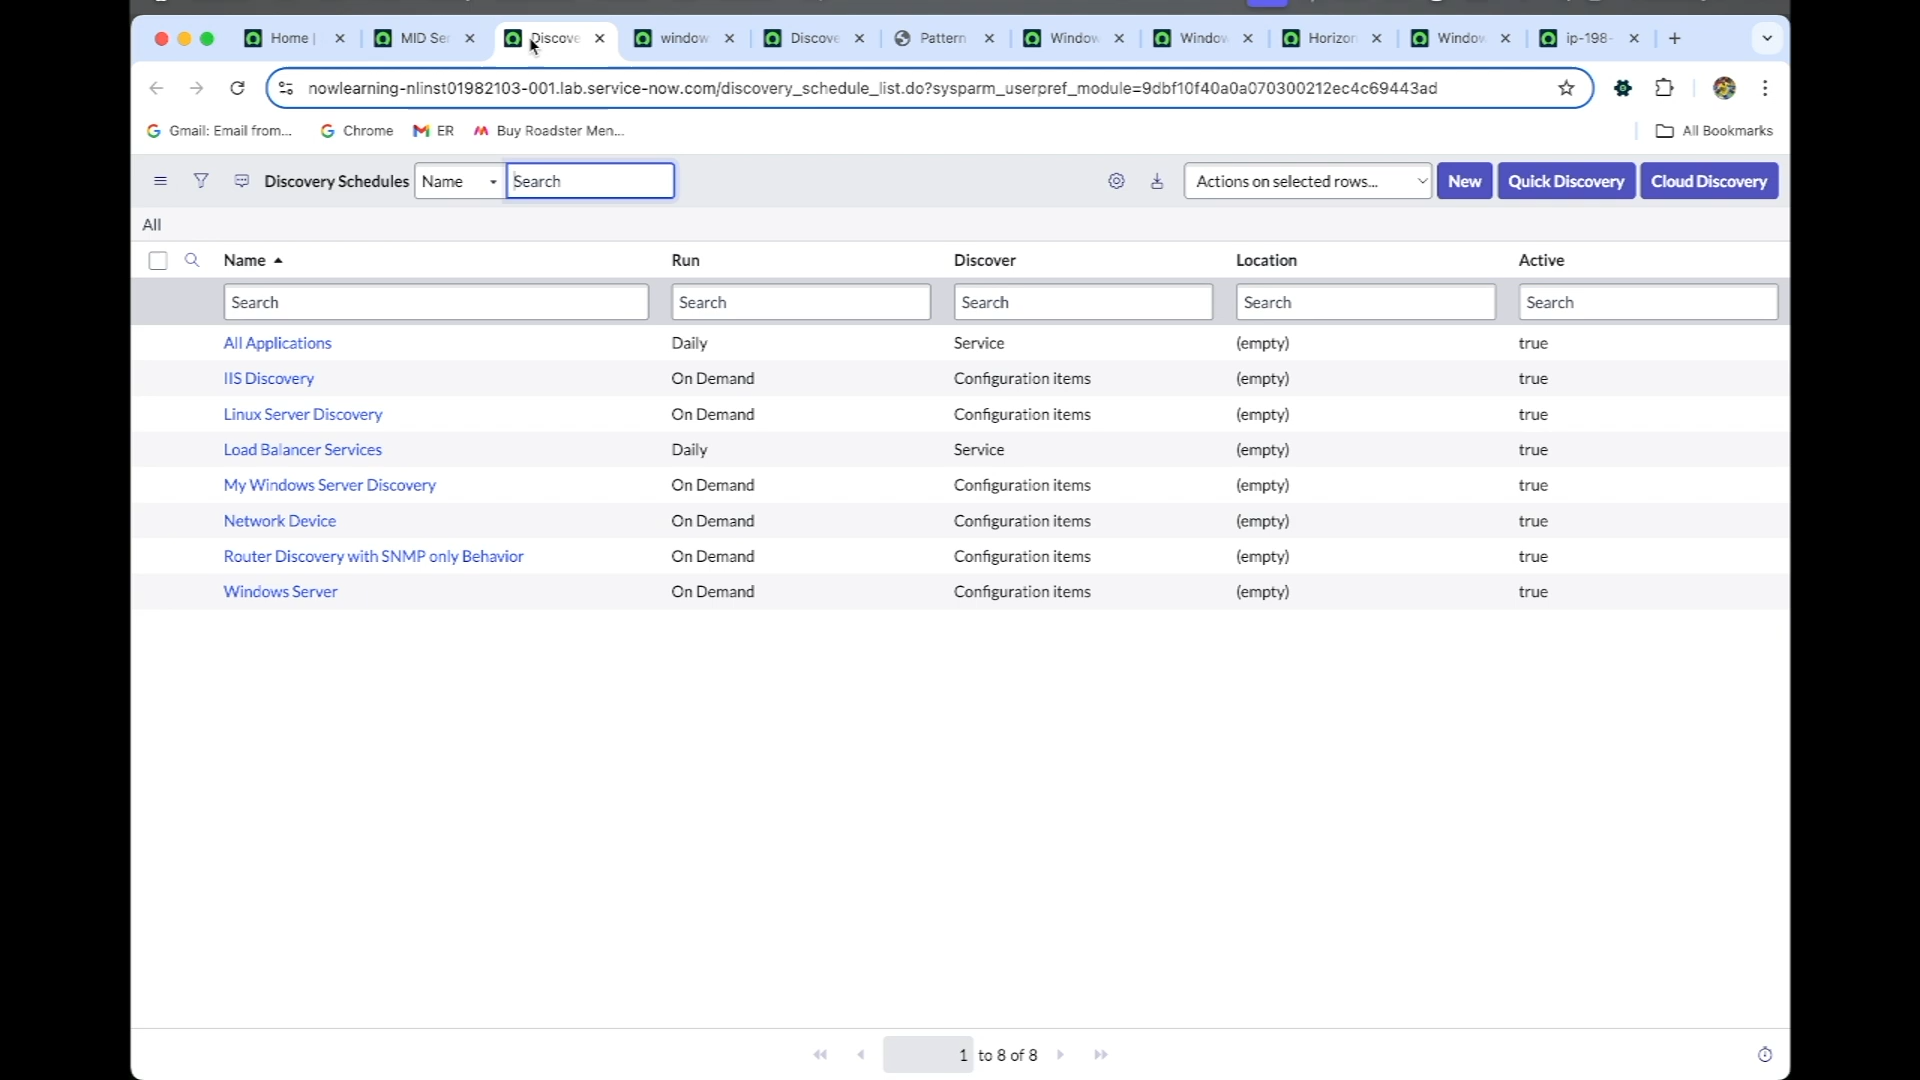 Home |
MID Ser
Discove
window
Discove
Pattern
Window
Window
Horizon
Window
ip-198-
nowlearning-nlinst01982103-001.lab.service-now.com/discovery_schedule_list.do?sysparm_userpref_module=9dbf10f40a0a070300212ec4c69443ad
Gmail: Email from...
Chrome
ER
Buy Roadster Men...
All Bookmarks
Discovery Schedules
Name
Search
Actions on selected rows...
New
Quick Discovery
Cloud Discovery
All
Name Run Discover Location Active
Search Search Search Search Search
All Applications Daily Service (empty) true
IIS Discovery On Demand Configuration items (empty) true
Linux Server Discovery On Demand Configuration items (empty) true
Load Balancer Services Daily Service (empty) true
My Windows Server Discovery On Demand Configuration items (empty) true
Network Device On Demand Configuration items (empty) true
Router Discovery with SNMP only Behavior On Demand Configuration items (empty) true
Windows Server On Demand Configuration items (empty) true
1 to 8 of 8